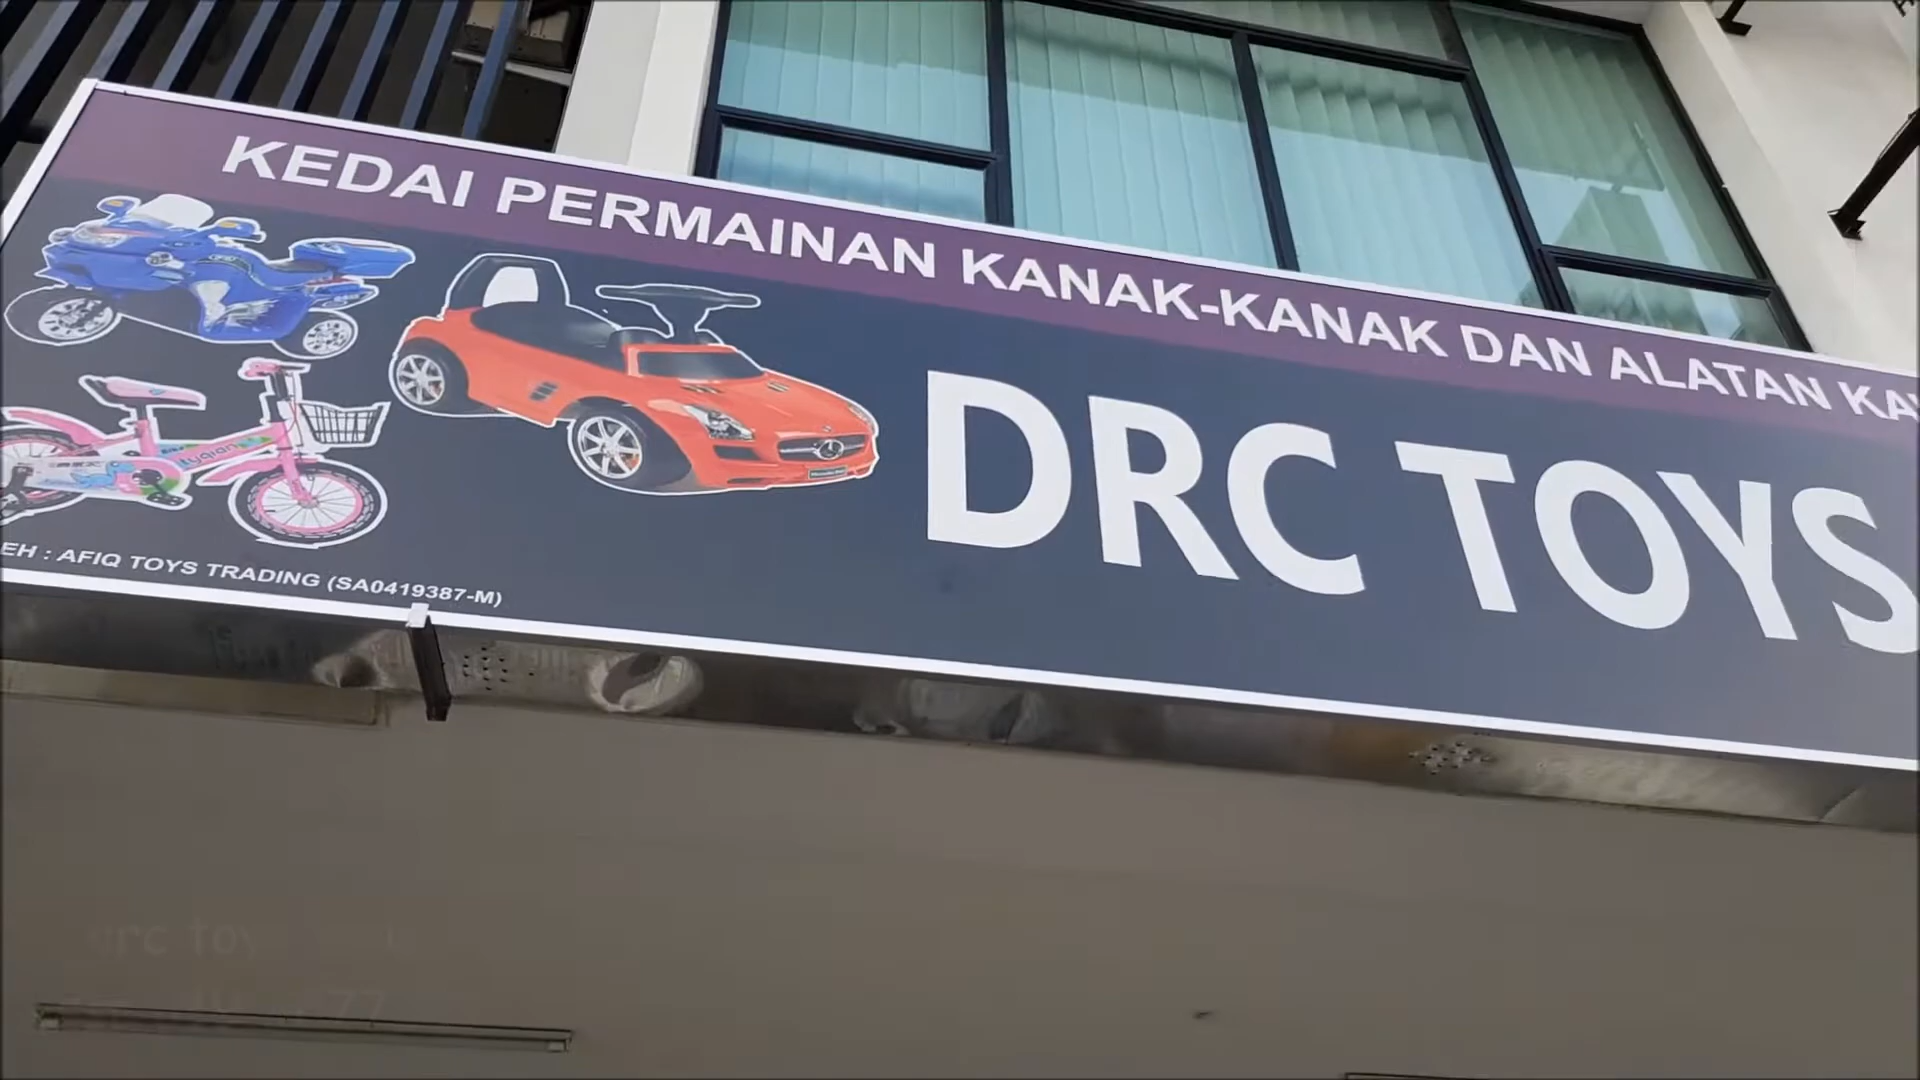 KEDAI PERMAINAN KANAK-KANAK DAN ALATAN
DRC TOYS
: AFIQ TOYS TRADING (SA0419387-M)